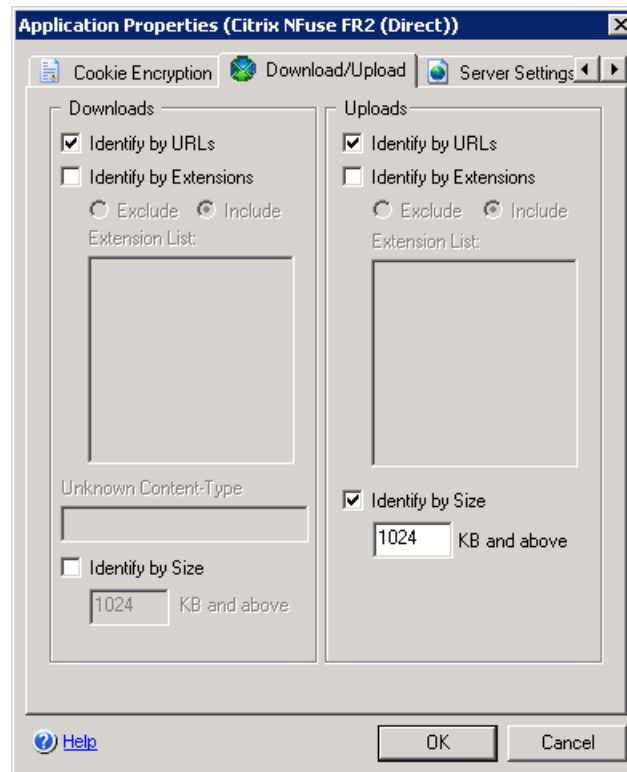 Application Properties (Citrix NFuse FR2 (Direct))
Cookie Encryption
Download/Upload
Server Settings
Downloads
Identify by URLs
Identify by Extensions
Exclude
Include
Extension List:
Unknown Content-Type
Identify by Size
1024 KB and above
Uploads
Identify by URLs
Identify by Extensions
Exclude
Include
Extension List:
Identify by Size
1024 KB and above
Help
OK
Cancel